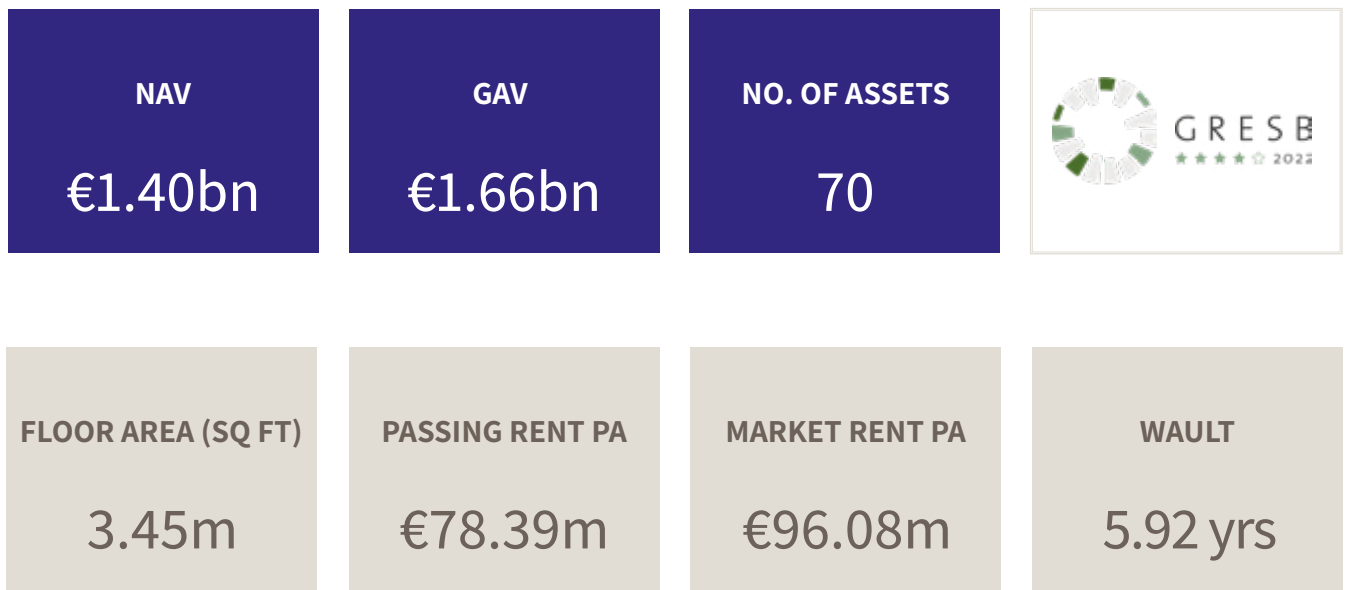 NAV
€1.40bn
GAV
€1.66bn
NO. OF ASSETS
70
GRESB
2022
FLOOR AREA (SQ FT)
3.45m
PASSING RENT PA
€78.39m
MARKET RENT PA
€96.08m
WAULT
5.92 yrs